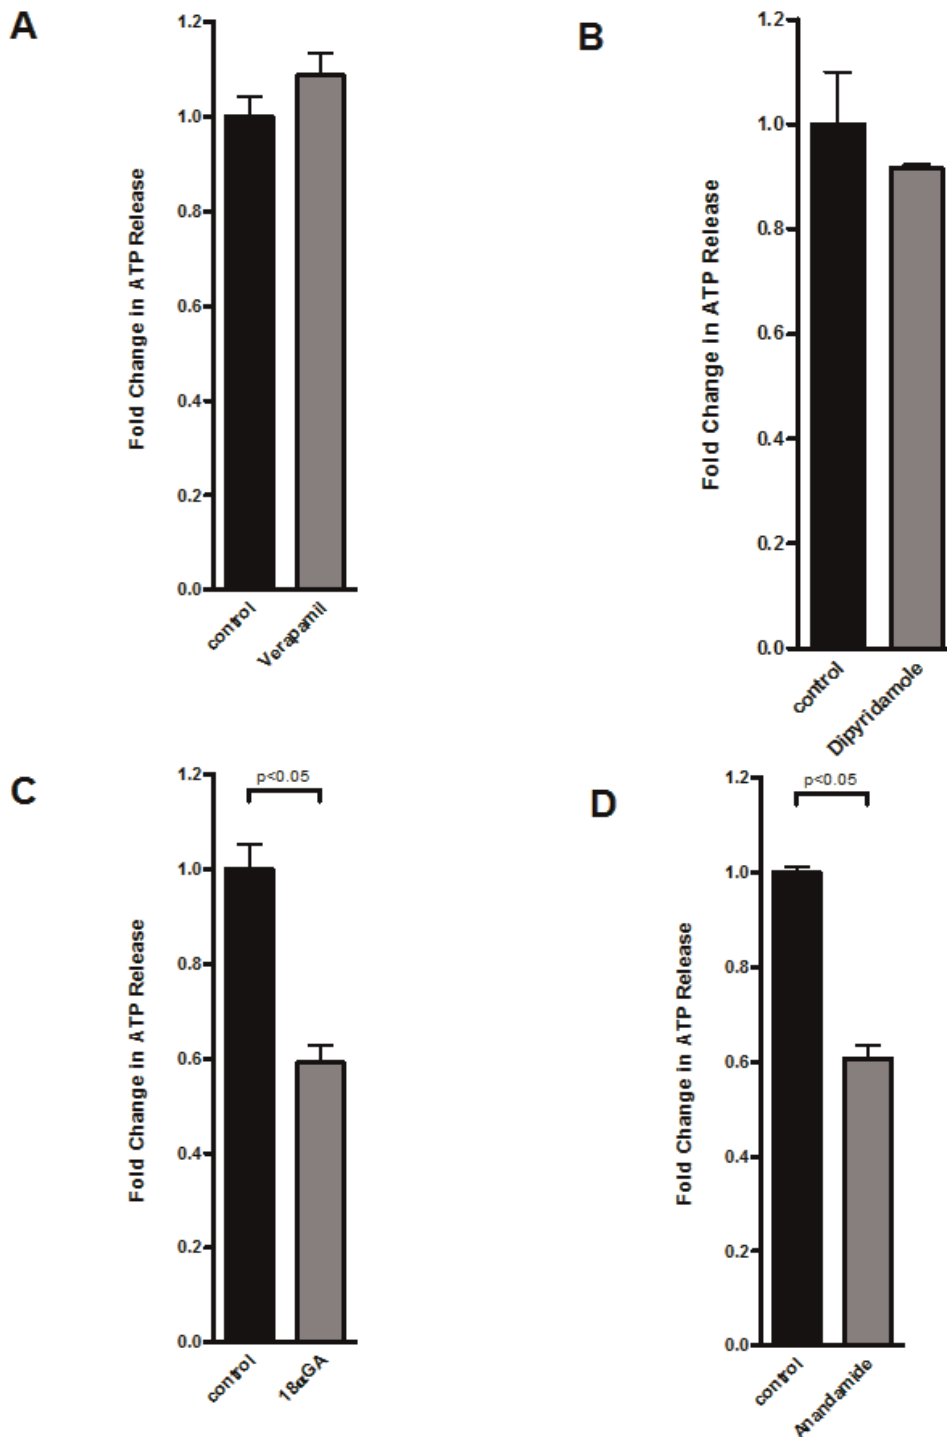 A
Fold Change in ATP Release
1.2
1.0
0.8
0.6
0.4
0.2
0.0
control
Verapamil
B
Fold Change in ATP Release
1.2
1.0
0.8
0.6
0.4
0.2
0.0
control
Dipyridamole
C
Fold Change in ATP Release
1.2
1.0
0.8
0.6
0.4
0.2
0.0
p<0.05
control
18αGA
D
Fold Change in ATP Release
1.2
1.0
0.8
0.6
0.4
0.2
0.0
p<0.05
control
Anandamide